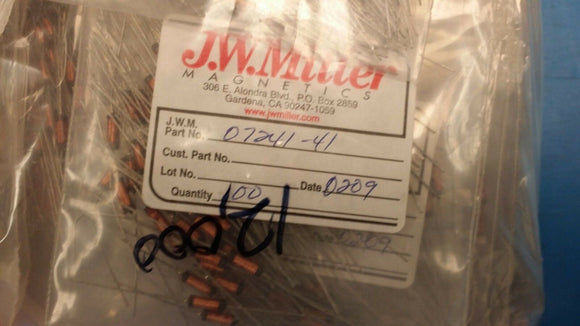 J.W.Miller
MAGNETICS
306 E. Alondra Blvd., P.O. Box 2859
Gardena, CA 90247-1059
www.jwmiller.com
J.W.M.
Part No. 07241-41
Cust. Part No.
Lot No.
Quantity 100 Date 0209
12000